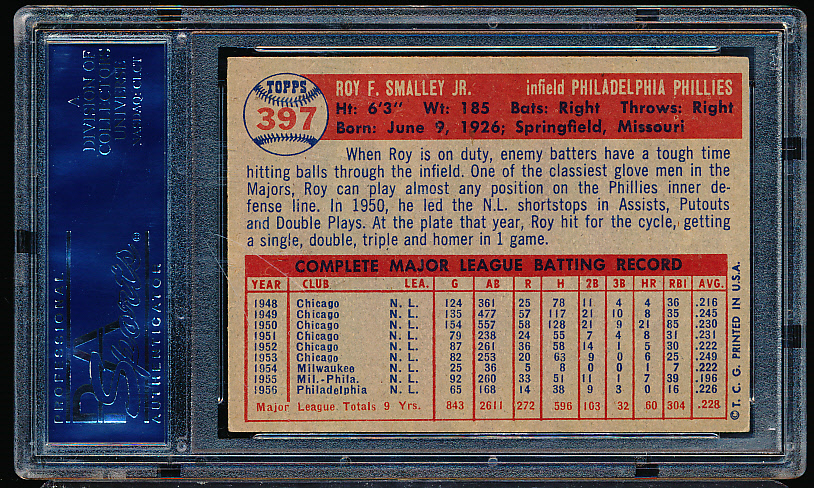 A
DIVISION OF
COLLECTORS
UNIVERSE
NASDAQ: CLCT
PROFESSIONAL
PSA
Sports ®
AUTHENTICATOR
TOPPS
397
ROY F. SMALLEY JR. infield PHILADELPHIA PHILLIES
Ht: 6'3" Wt: 185 Bats: Right Throws: Right
Born: June 9, 1926; Springfield, Missouri
When Roy is on duty, enemy batters have a tough time
hitting balls through the infield. One of the classiest glove men in the
Majors, Roy can play almost any position on the Phillies inner de-
fense line. In 1950, he led the N.L. shortstops in Assists, Putouts
and Double Plays. At the plate that year, Roy hit for the cycle, getting
a single, double, triple and homer in 1 game.
COMPLETE MAJOR LEAGUE BATTING RECORD
YEAR CLUB LEA. G AB R H 2B 3B HR RBI AVG.
1948 Chicago N. L. 124 361 25 78 11 4 4 36 .216
1949 Chicago N. L. 135 477 57 117 21 10 8 35 .245
1950 Chicago N. L. 154 557 58 128 21 9 21 85 .230
1951 Chicago N. L. 79 238 24 55 7 4 8 31 .231
1952 Chicago N. L. 87 261 36 58 14 1 5 30 .222
1953 Chicago N. L. 82 253 20 63 9 0 6 25 .249
1954 Milwaukee N. L. 25 36 5 8 0 1 7 .222
1955 Mil.-Phila. N. L. 92 260 33 51 11 1 7 39 .196
1956 Philadelphia N. L. 65 168 14 38 9 3 0 16 .226
Major League Totals 9 Yrs. 843 2611 272 596 103 32 60 304 .228
© T. C. G. PRINTED IN U.S.A.